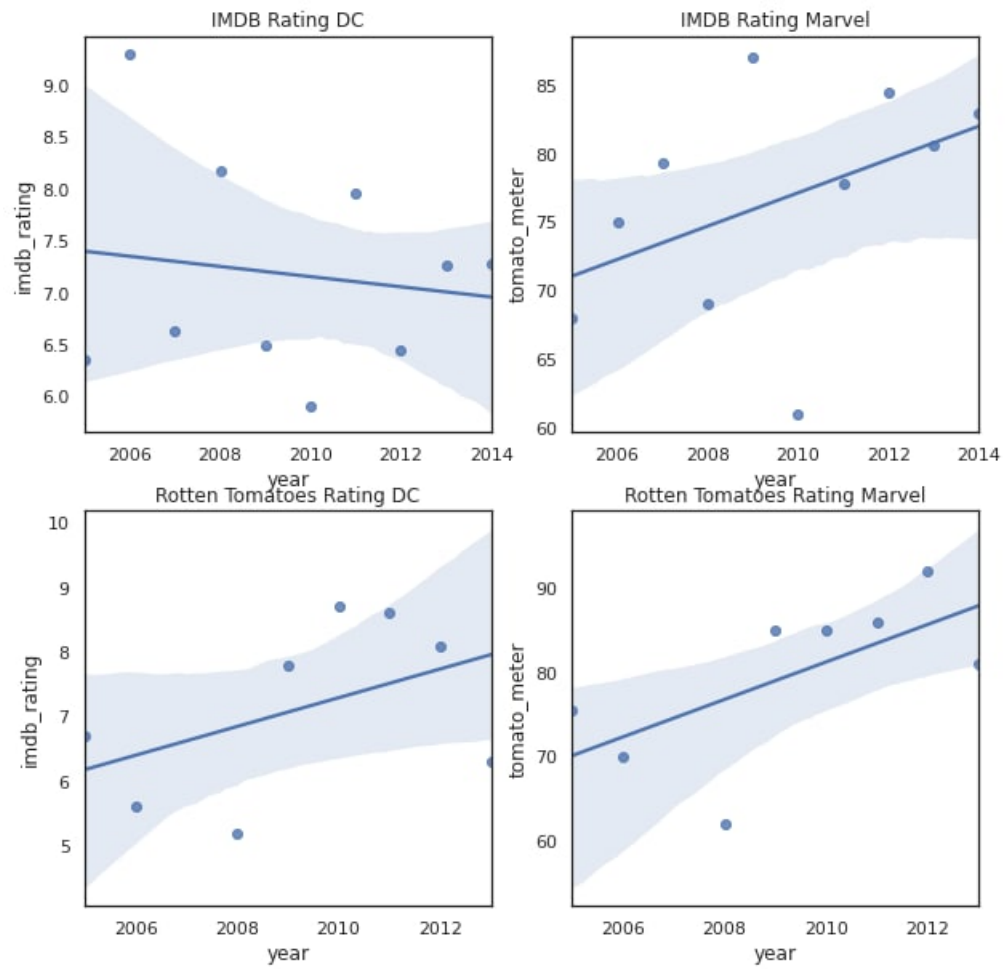 IMDB Rating DC
imdb_rating
9.0
8.5
8.0
7.5
7.0
6.5
6.0
2006 2008 2010 2012 2014
year
IMDB Rating Marvel
tomato_meter
85
80
75
70
65
60
2006 2008 2010 2012 2014
year
Rotten Tomatoes Rating DC
imdb_rating
10
9
8
7
6
5
2006 2008 2010 2012
year
Rotten Tomatoes Rating Marvel
tomato_meter
90
80
70
60
2006 2008 2010 2012
year